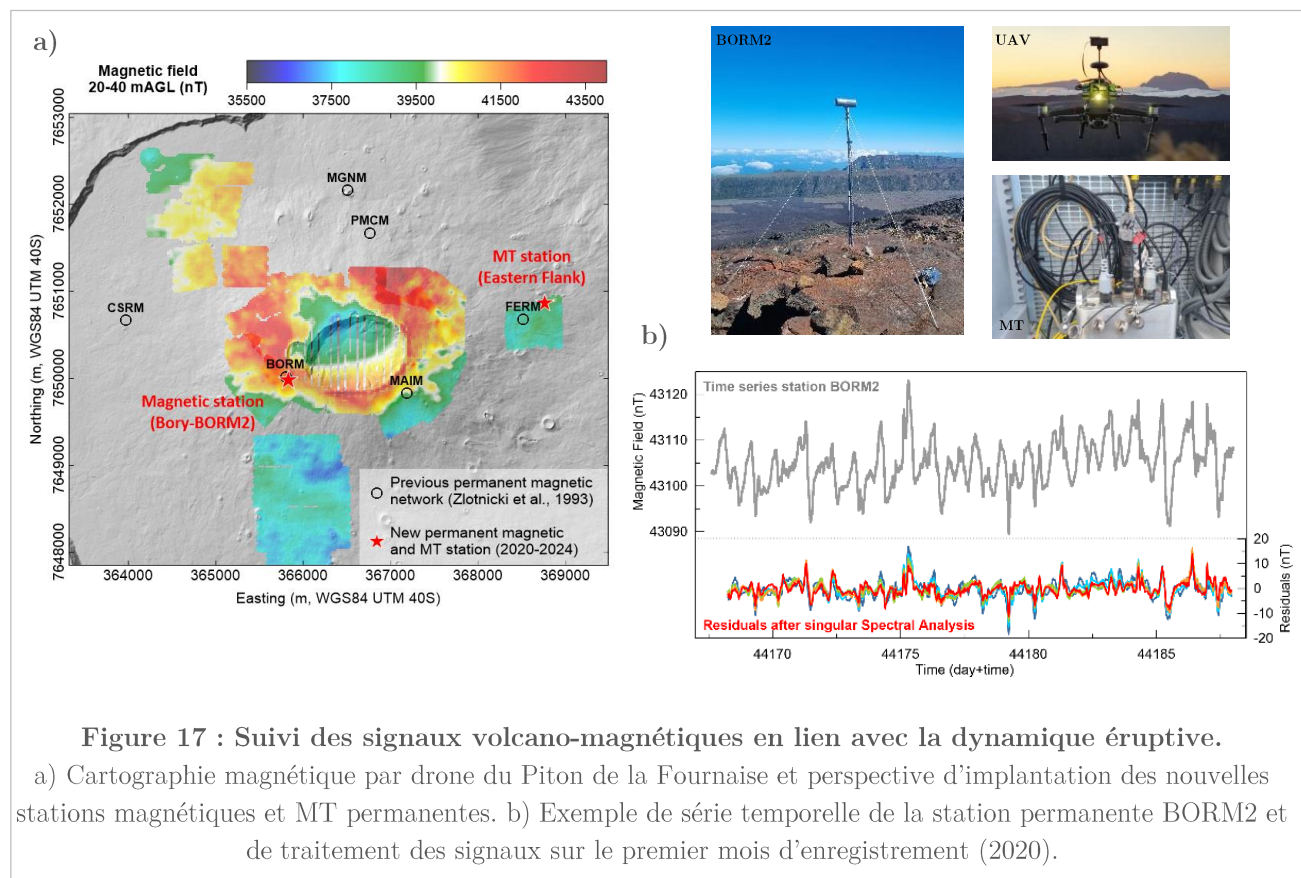 a)
Magnetic field
20-40 mAGL (nT)
35500 37500 39500 41500 43500
7653000
7652000
7651000
7650000
7649000
7648000
Northing (m, WGS84 UTM 40S)
MGNM
PMCM
MT station
(Eastern Flank)
CSRM
FERM
BORM
MAIM
Magnetic station
(Bory-BORM2)
Previous permanent magnetic
network (Zlotnicki et al., 1993)
New permanent magnetic
and MT station (2020-2024)
364000 365000 366000 367000 368000 369000
Easting (m, WGS84 UTM 40S)
BORM2
UAV
MT
b)
Time series station BORM2
43120
43110
43100
43090
Magnetic Field (nT)
20
10
0
-10
-20
Residuals (nT)
Residuals after singular Spectral Analysis
44170 44175 44180 44185
Time (day+time)
Figure 17 : Suivi des signaux volcano-magnétiques en lien avec la dynamique éruptive.
a) Cartographie magnétique par drone du Piton de la Fournaise et perspective d'implantation des nouvelles
stations magnétiques et MT permanentes. b) Exemple de série temporelle de la station permanente BORM2 et
de traitement des signaux sur le premier mois d'enregistrement (2020).